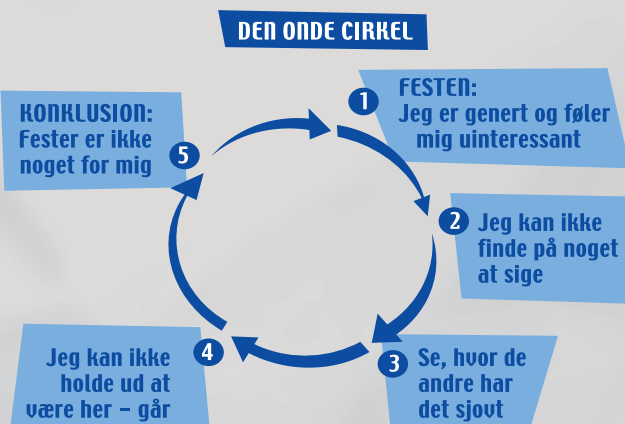 DEN ONDE CIRKEL
1
FESTEN:
Jeg er genert og føler
mig uinteressant
2
Jeg kan ikke
finde på noget
at sige
3
Se, hvor de
andre har
det sjovt
4
Jeg kan ikke
holde ud at
være her – går
5
KONKLUSION:
Fester er ikke
noget for mig